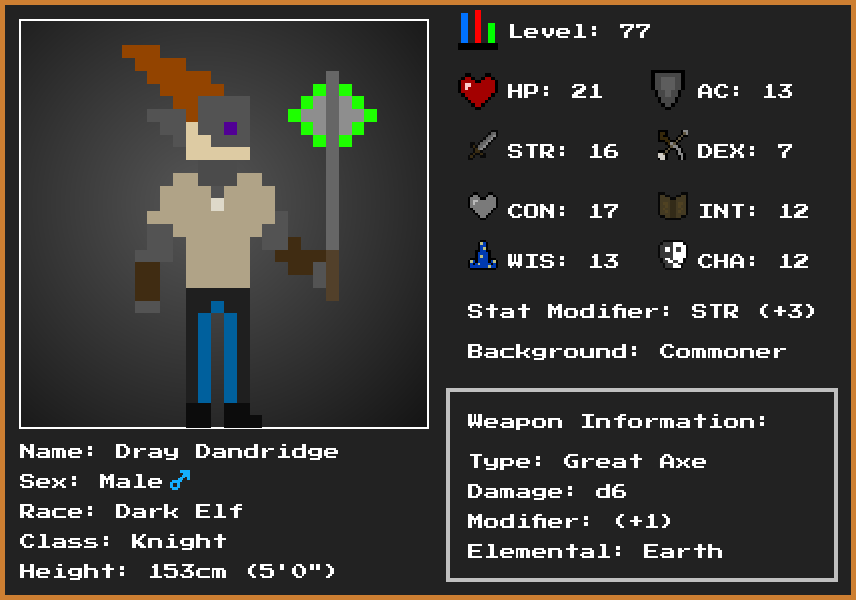 Level: 77
HP: 21
AC: 13
STR: 16
DEX: 7
CON: 17
INT: 12
WIS: 13
CHA: 12
Stat Modifier: STR (+3)
Background: Commoner
Weapon Information:
Type: Great Axe
Damage: d6
Modifier: (+1)
Elemental: Earth
Name: Dray Dandridge
Sex: Male♂
Race: Dark Elf
Class: Knight
Height: 153cm (5'0")